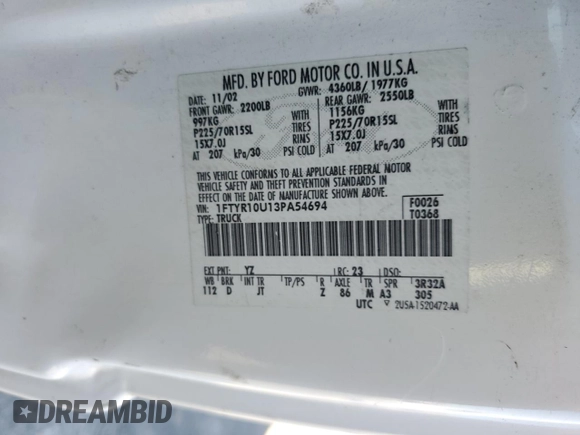 MFD. BY FORD MOTOR CO. IN U.S.A.
DATE: 11/02 GVWR: 4360LB/1977KG
FRONT GAWR: 2200LB REAR GAWR: 2550LB
997KG WITH 1156KG WITH
P225/70R15SL TIRES P225/70R15SL TIRES
15X7.0J RIMS 15X7.0J RIMS
AT 207 kPa/30 PSI COLD AT 207 kPa/30 PSI COLD
THIS VEHICLE CONFORMS TO ALL APPLICABLE FEDERAL MOTOR
VEHICLE SAFETY AND THEFT PREVENTION STANDARDS IN
EFFECT ON THE DATE OF MANUFACTURE SHOWN ABOVE.
VIN: 1FTYR10U13PA54694 F0026
TYPE: TRUCK T0368
EXT PNT: YZ RC: 23 DSO:
WB BRK INT TR TP/PS R AXLE TR SPR 3R32A
112 D JT Z 86 M A3 305
UTC 2U5A-1520472-AA
DREAMBID